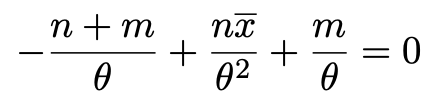 $$-\frac{n+m}{\theta} + \frac{n\overline{x}}{\theta^2} + \frac{m}{\theta} = 0$$